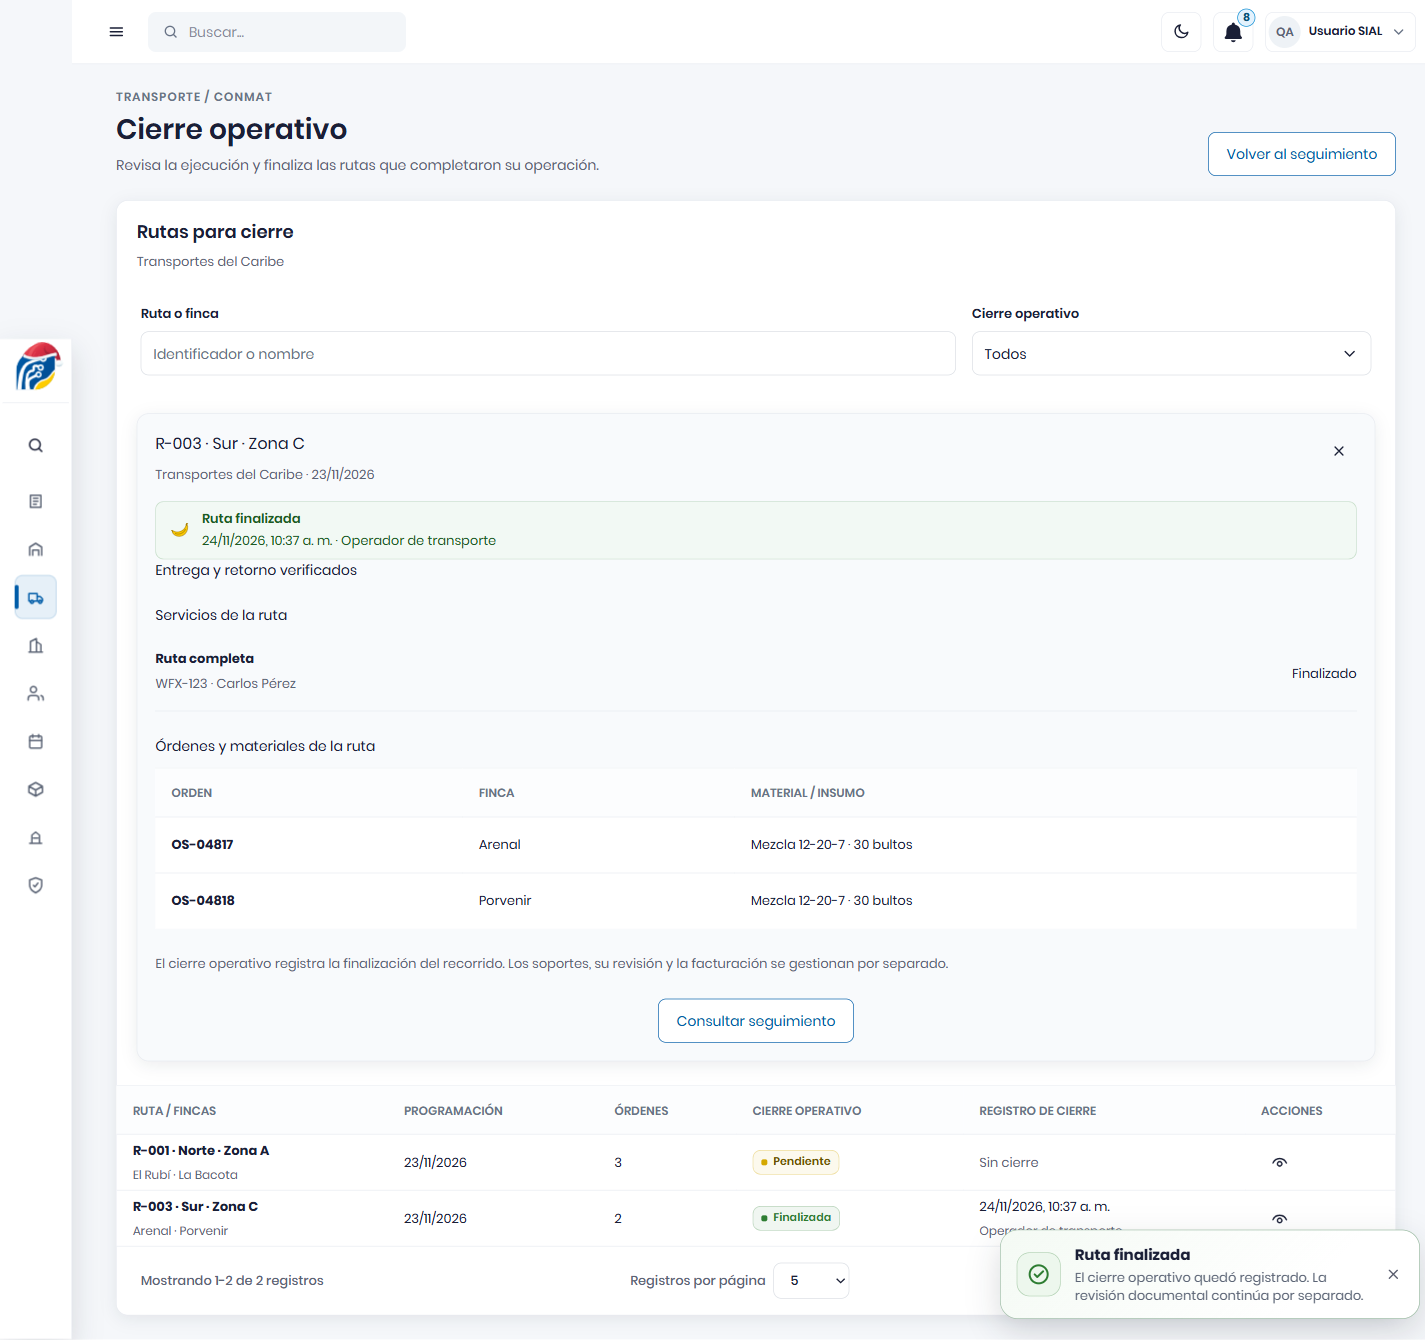 Buscar...
8
QA
Usuario SIAL
TRANSPORTE / CONMAT
Cierre operativo
Revisa la ejecución y finaliza las rutas que completaron su operación.
Volver al seguimiento
Rutas para cierre
Transportes del Caribe
Ruta o finca
Cierre operativo
Identificador o nombre
Todos
R-003 · Sur · Zona C
Transportes del Caribe · 23/11/2026
Ruta finalizada
24/11/2026, 10:37 a. m. · Operador de transporte
Entrega y retorno verificados
Servicios de la ruta
Ruta completa
WFX-123 · Carlos Pérez
Finalizado
Órdenes y materiales de la ruta
ORDEN FINCA MATERIAL / INSUMO
OS-04817 Arenal Mezcla 12-20-7 · 30 bultos
OS-04818 Porvenir Mezcla 12-20-7 · 30 bultos
El cierre operativo registra la finalización del recorrido. Los soportes, su revisión y la facturación se gestionan por separado.
Consultar seguimiento
RUTA / FINCAS PROGRAMACIÓN ÓRDENES CIERRE OPERATIVO REGISTRO DE CIERRE ACCIONES
R-001 · Norte · Zona A
El Rubí · La Bacota
23/11/2026 3 Pendiente Sin cierre
R-003 · Sur · Zona C
Arenal · Porvenir
23/11/2026 2 Finalizada
24/11/2026, 10:37 a. m.
Operador de transporte
Mostrando 1-2 de 2 registros
Registros por página 5
Ruta finalizada
El cierre operativo quedó registrado. La
revisión documental continúa por separado.